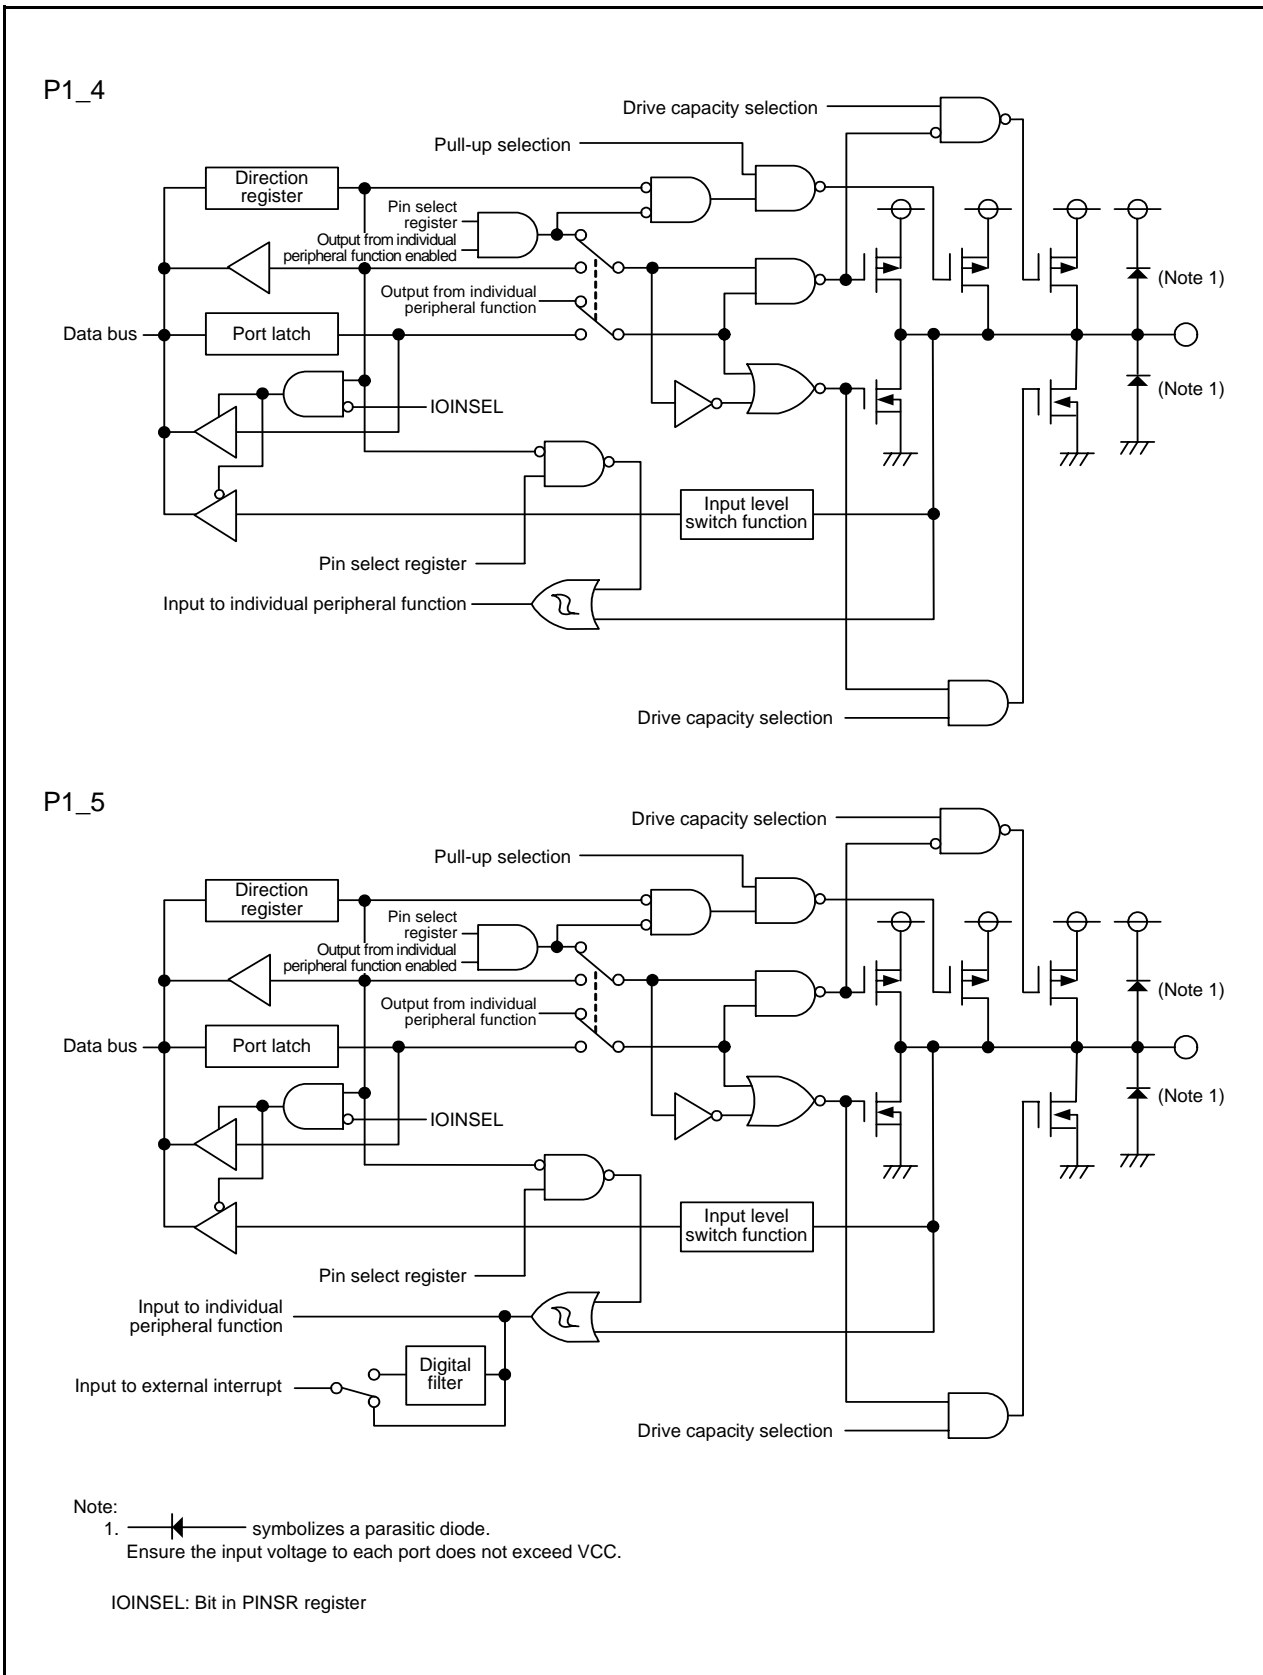 P1_4
Drive capacity selection
Pull-up selection
Direction
register
Pin select
register
Output from individual
peripheral function enabled
Output from individual
peripheral function
(Note 1)
Data bus
Port latch
(Note 1)
IOINSEL
Input level
switch function
Pin select register
Input to individual peripheral function
Drive capacity selection
P1_5
Drive capacity selection
Pull-up selection
Direction
register
Pin select
register
Output from individual
peripheral function enabled
Output from individual
peripheral function
(Note 1)
Data bus
Port latch
(Note 1)
IOINSEL
Input level
switch function
Pin select register
Input to individual
peripheral function
Digital
filter
Input to external interrupt
Drive capacity selection
Note:
1. symbolizes a parasitic diode.
Ensure the input voltage to each port does not exceed VCC.
IOINSEL: Bit in PINSR register